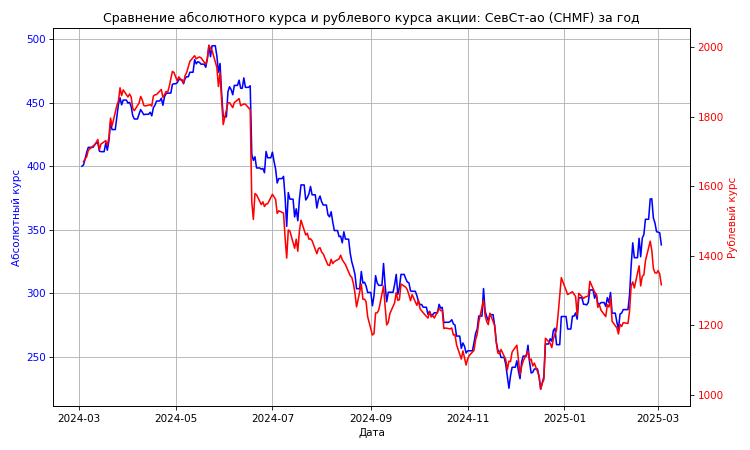 Сравнение абсолютного курса и рублевого курса акции: СевСт-ао (CHMF) за год
500
450
400
350
300
250
Абсолютный курс
2000
1800
1600
1400
1200
1000
Рублевый курс
2024-03 2024-05 2024-07 2024-09 2024-11 2025-01 2025-03
Дата